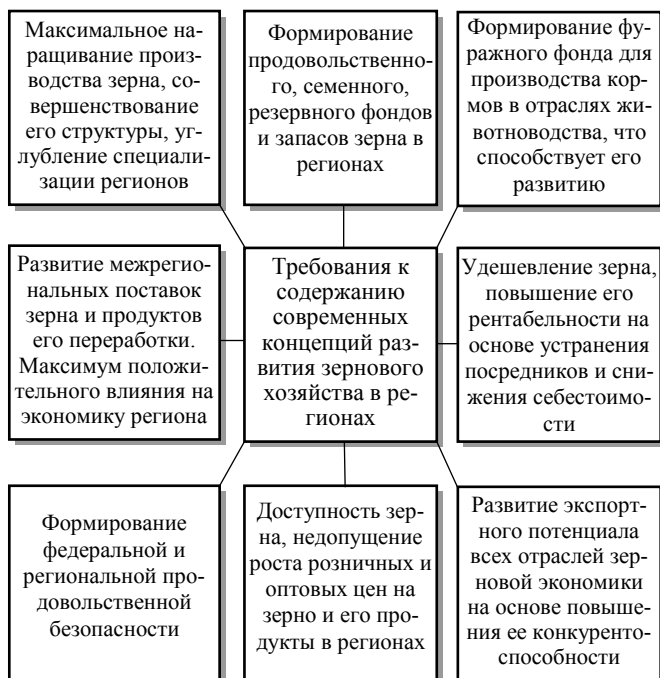 Максимальное на-
ращивание произ-
водства зерна, со-
вершенствование
его структуры, уг-
лубление специали-
зации регионов
Формирование
продовольственно-
го, семенного,
резервного фондов
и запасов зерна в
регионах
Формирование фу-
ражного фонда для
производства кор-
мов в отраслях жи-
вотноводства, что
способствует его
развитию
Развитие межрегио-
нальных поставок
зерна и продуктов
его переработки.
Максимум положи-
тельного влияния на
экономику региона
Требования к
содержанию
современных
концепций раз-
вития зернового
хозяйства в ре-
гионах
Удешевление зерна,
повышение его
рентабельности на
основе устранения
посредников и сни-
жения себестоимо-
сти
Формирование
федеральной и
региональной про-
довольственной
безопасности
Доступность зер-
на, недопущение
роста розничных и
оптовых цен на
зерно и его про-
дукты в регионах
Развитие экспорт-
ного потенциала
всех отраслей зер-
новой экономики
на основе повыше-
ния ее конкуренто-
способности